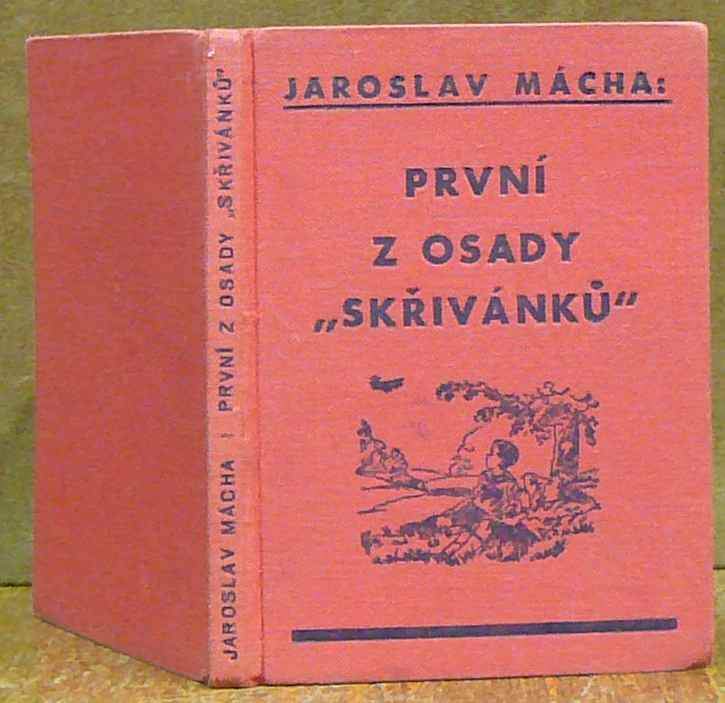 JAROSLAV MÁCHA:
PRVNÍ
Z OSADY
„SKŘIVÁNKŮ“
JAROSLAV MÁCHA | PRVNÍ Z OSADY „SKŘIVÁNKŮ“